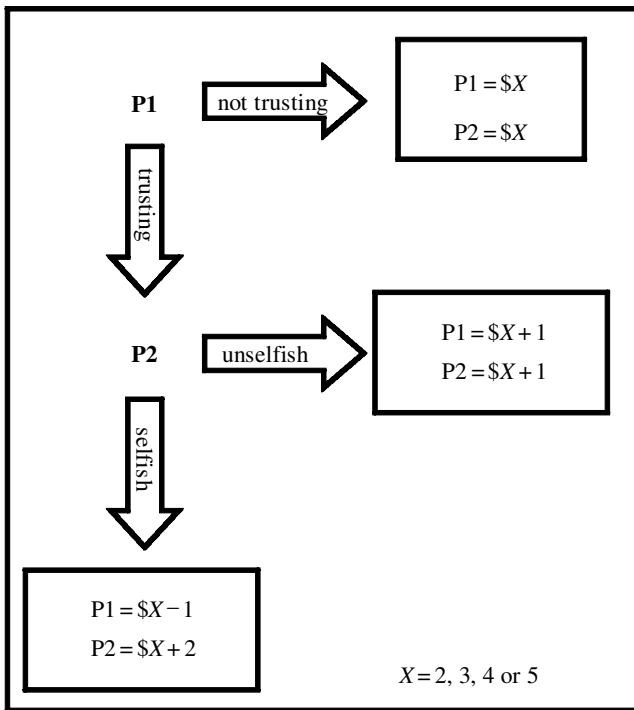 P1
not trusting
P1 = $X
P2 = $X
trusting
P2
unselfish
P1 = $X + 1
P2 = $X + 1
selfish
P1 = $X − 1
P2 = $X + 2
X = 2, 3, 4 or 5